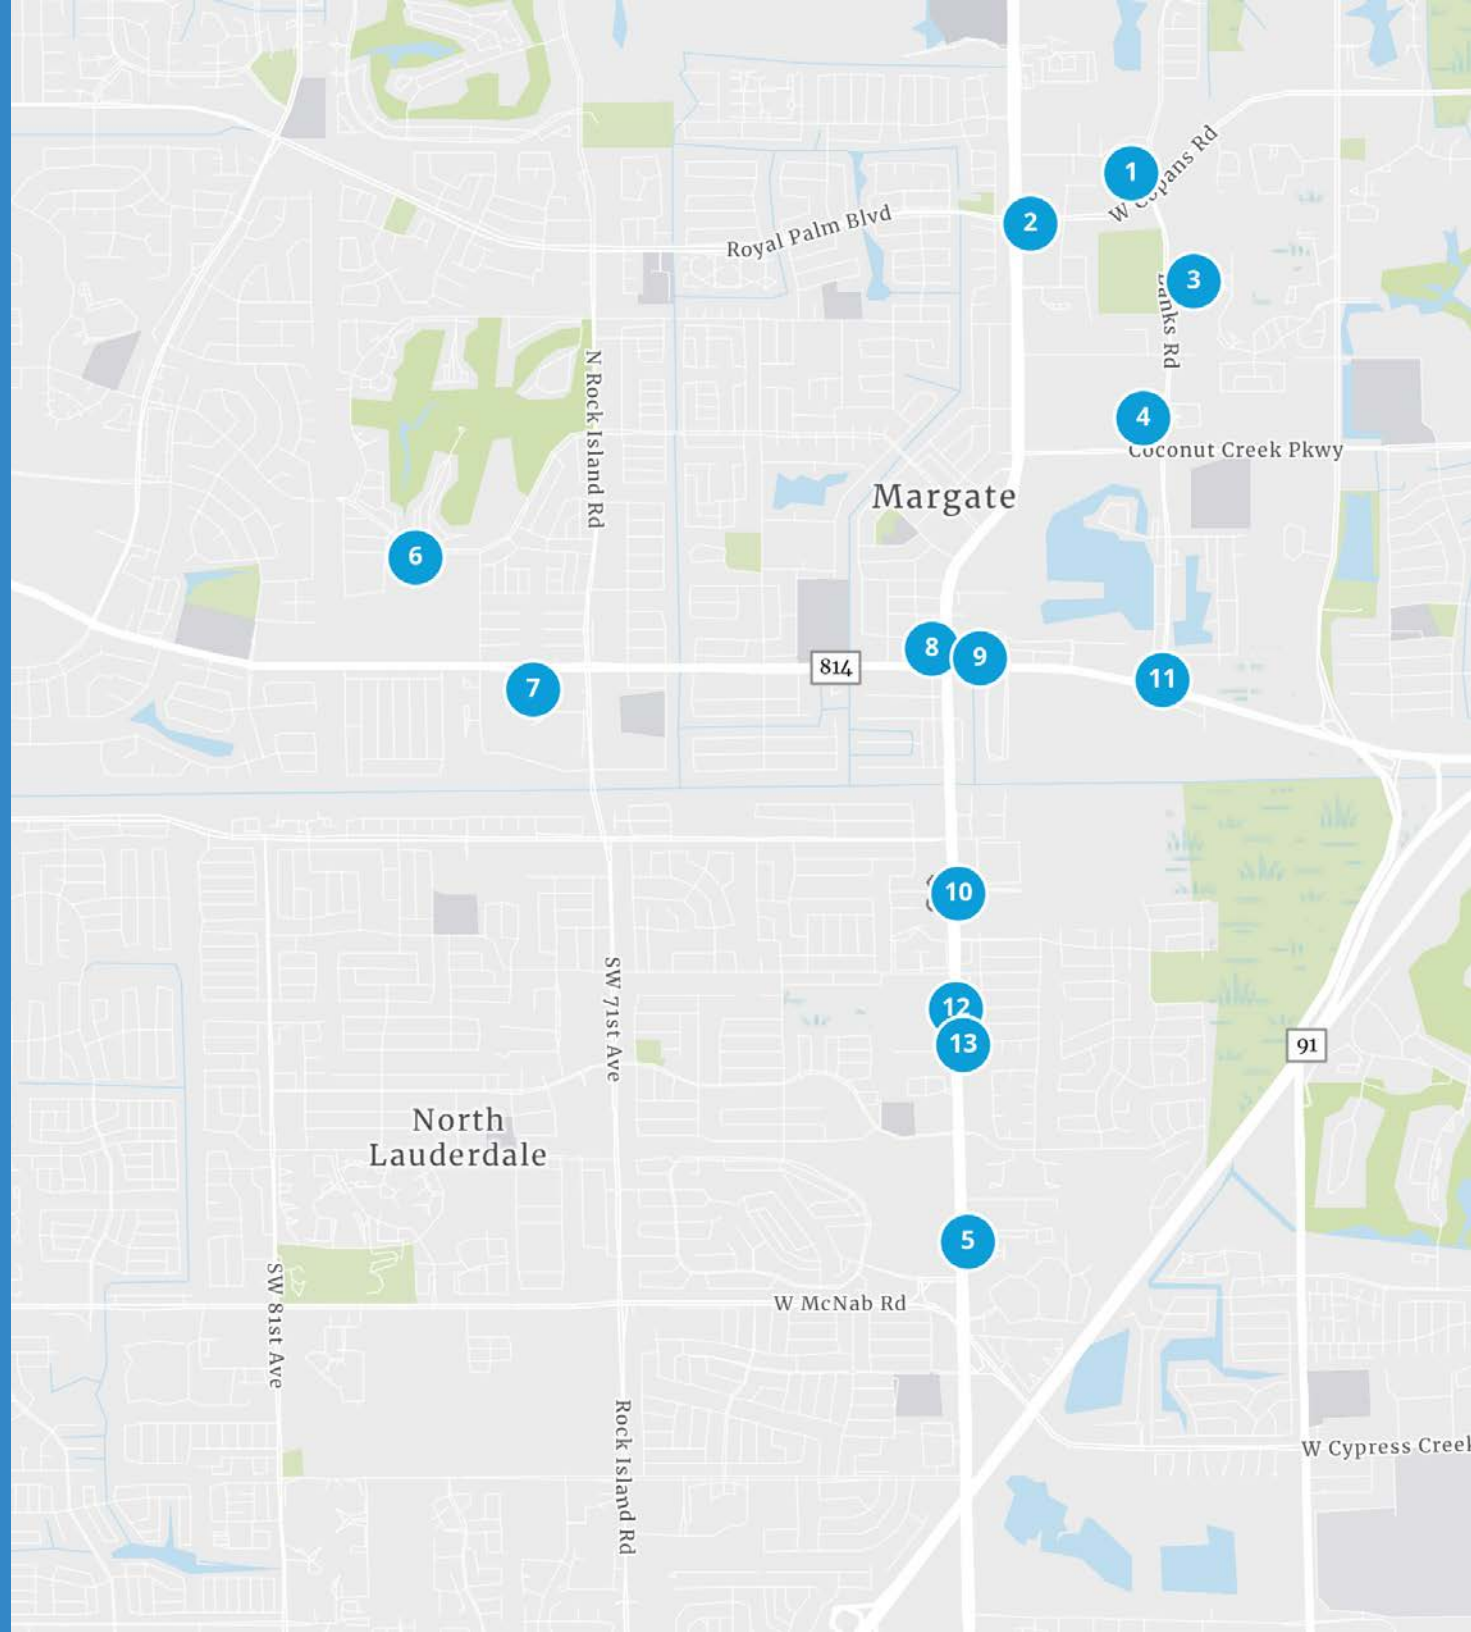 1
W Copans Rd
2
Royal Palm Blvd
3
Banks Rd
N Rock Island Rd
4
Coconut Creek Pkwy
Margate
6
8
9
814
11
7
10
SW 71st Ave
12
13
91
North
Lauderdale
5
SW 81st Ave
W McNab Rd
Rock Island Rd
W Cypress Creek